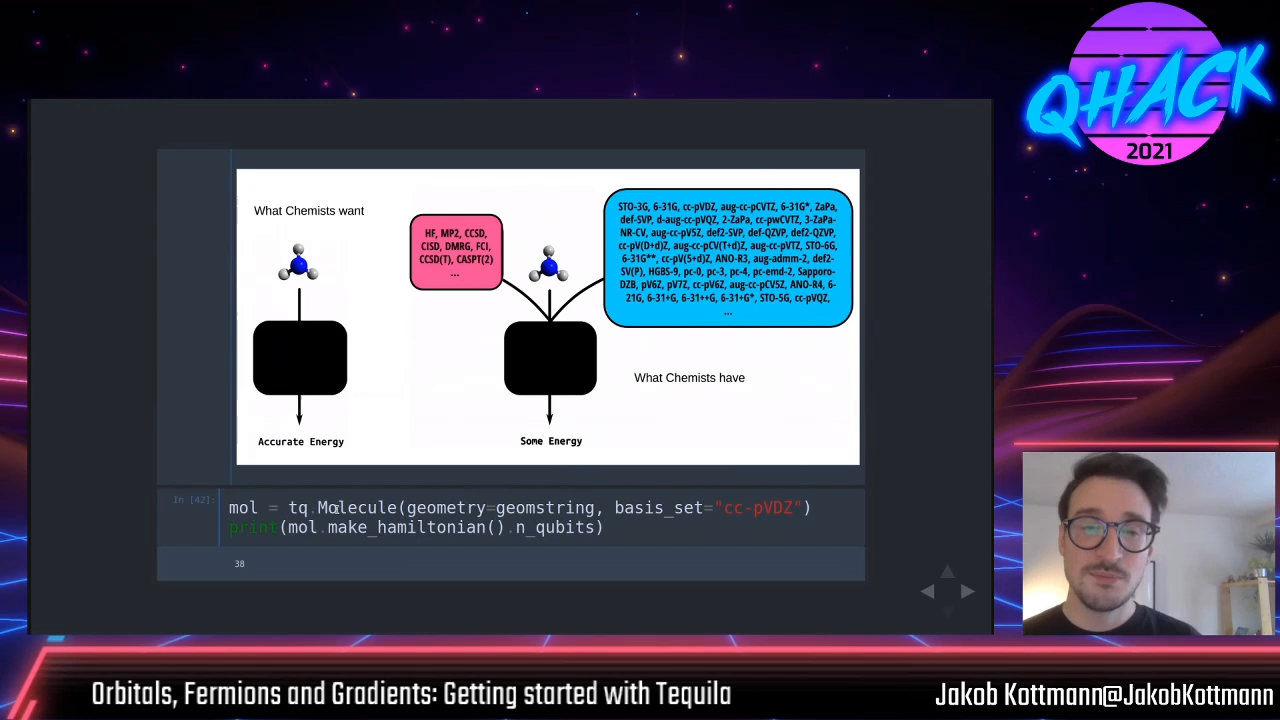 QHACK
2021
What Chemists want
HF, MP2, CCSD,
CISD, DMRG, FCI,
CCSD(T), CASPT(2)
...
STO-3G, 6-31G, cc-pVDZ, aug-cc-pCVTZ, 6-31G*, ZaPa,
def-SVP, d-aug-cc-pVQZ, 2-ZaPa, cc-pwCVTZ, 3-ZaPa-
NR-CV, aug-cc-pV5Z, def2-SVP, def-QZVP, def2-QZVP,
cc-pV(D+d)Z, aug-cc-pCV(T+d)Z, aug-cc-pVTZ, STO-6G,
6-31G**, cc-pV(5+d)Z, ANO-R3, aug-admm-2, def2-
SV(P), HGBS-9, pc-0, pc-3, pc-4, pc-emd-2, Sapporo-
DZB, pV6Z, pV7Z, cc-pV6Z, aug-cc-pCV5Z, ANO-R4, 6-
21G, 6-31+G, 6-31++G, 6-31+G*, STO-5G, cc-pVQZ,
...
What Chemists have
Accurate Energy
Some Energy
In [42]:
mol = tq.Molecule(geometry=geomstring, basis_set="cc-pVDZ")
print(mol.make_hamiltonian().n_qubits)
38
Orbitals, Fermions and Gradients: Getting started with Tequila
Jakob Kottmann@JakobKottmann